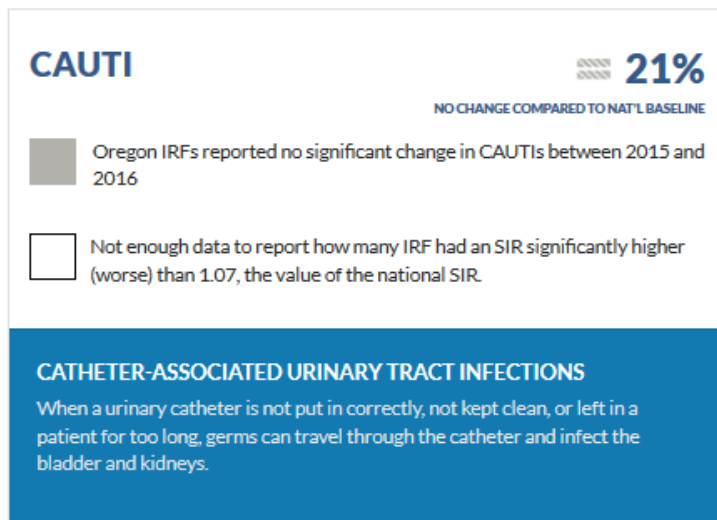 CAUTI
21%
NO CHANGE COMPARED TO NAT'L BASELINE
Oregon IRFs reported no significant change in CAUTIs between 2015 and
2016
Not enough data to report how many IRF had an SIR significantly higher
(worse) than 1.07, the value of the national SIR.
CATHETER-ASSOCIATED URINARY TRACT INFECTIONS
When a urinary catheter is not put in correctly, not kept clean, or left in a
patient for too long, germs can travel through the catheter and infect the
bladder and kidneys.